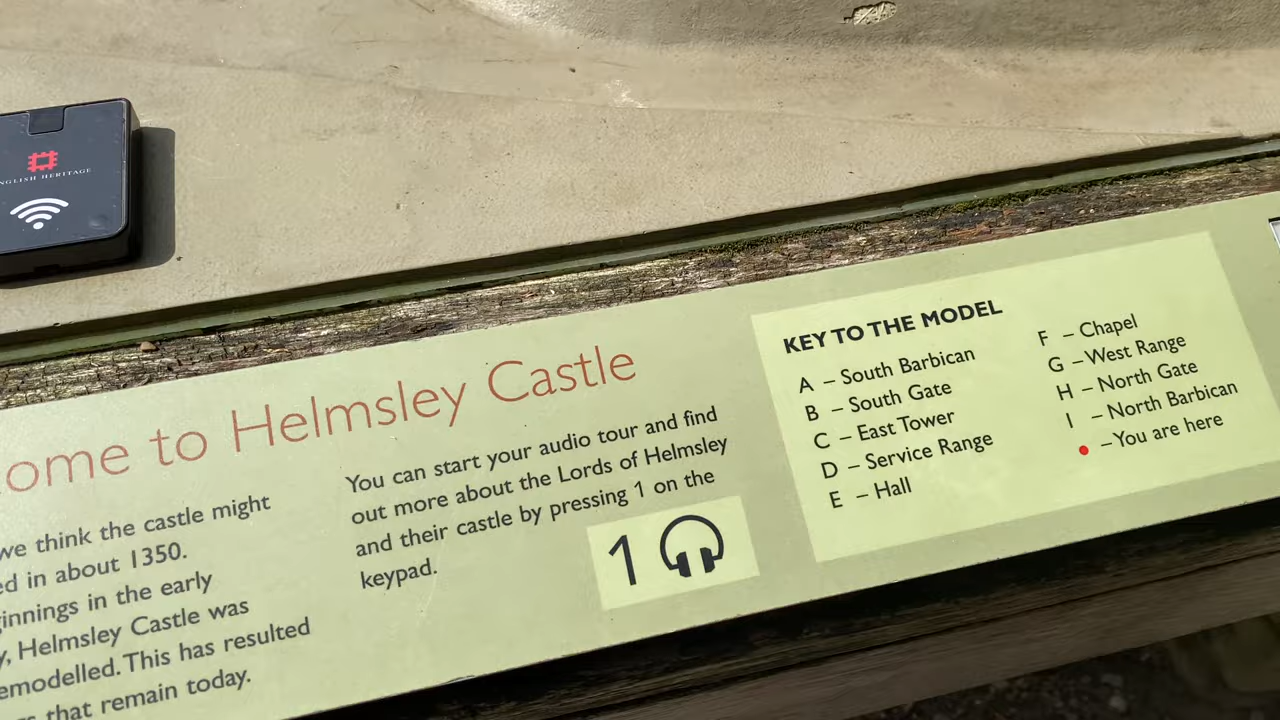 ENGLISH HERITAGE
ome to Helmsley Castle
we think the castle might
ed in about 1350.
ginnings in the early
y, Helmsley Castle was
emodelled. This has resulted
s that remain today.
You can start your audio tour and find
out more about the Lords of Helmsley
and their castle by pressing 1 on the
keypad.
1
KEY TO THE MODEL
A – South Barbican
B – South Gate
C – East Tower
D – Service Range
E – Hall
F – Chapel
G – West Range
H – North Gate
I – North Barbican
– You are here